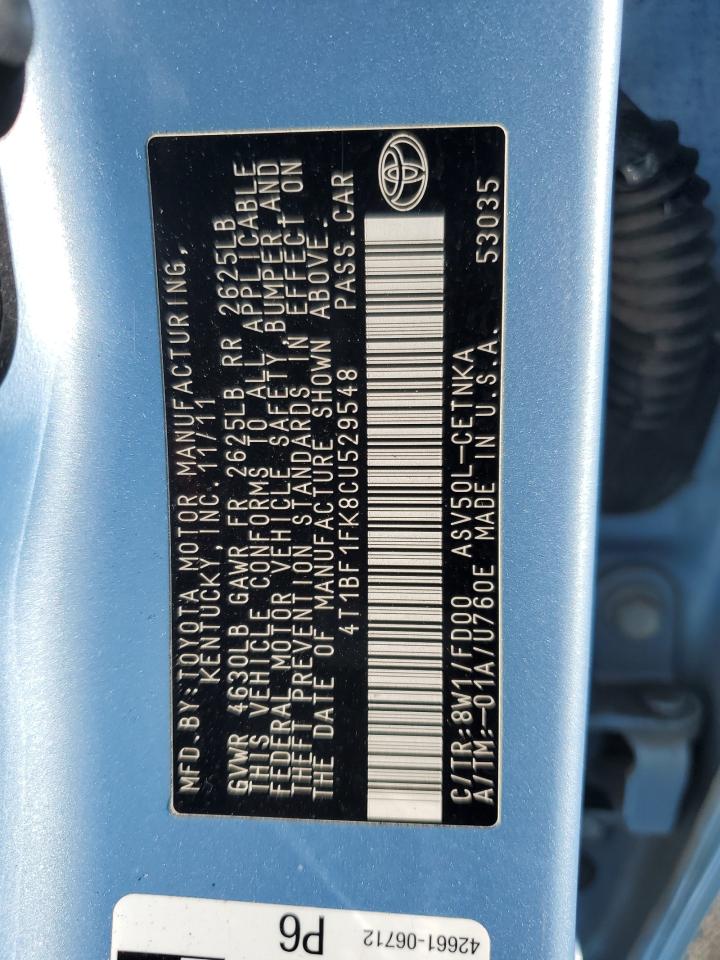 MFD.BY:TOYOTA MOTOR MANUFACTURING,
KENTUCKY, INC. 11/11
GVWR 4630LB GAWR FR 2625LB RR 2625LB
THIS VEHICLE CONFORMS TO ALL APPLICABLE
FEDERAL MOTOR VEHICLE SAFETY, BUMPER AND
THEFT PREVENTION STANDARDS IN EFFECT ON
THE DATE OF MANUFACTURE SHOWN ABOVE.
4T1BF1FK8CU529548 PASS.CAR
C/TR:8W1/FD00 ASV50L-CETNKA 53035
A/TM:-01A/U760E MADE IN U.S.A.
P6
42661-06712